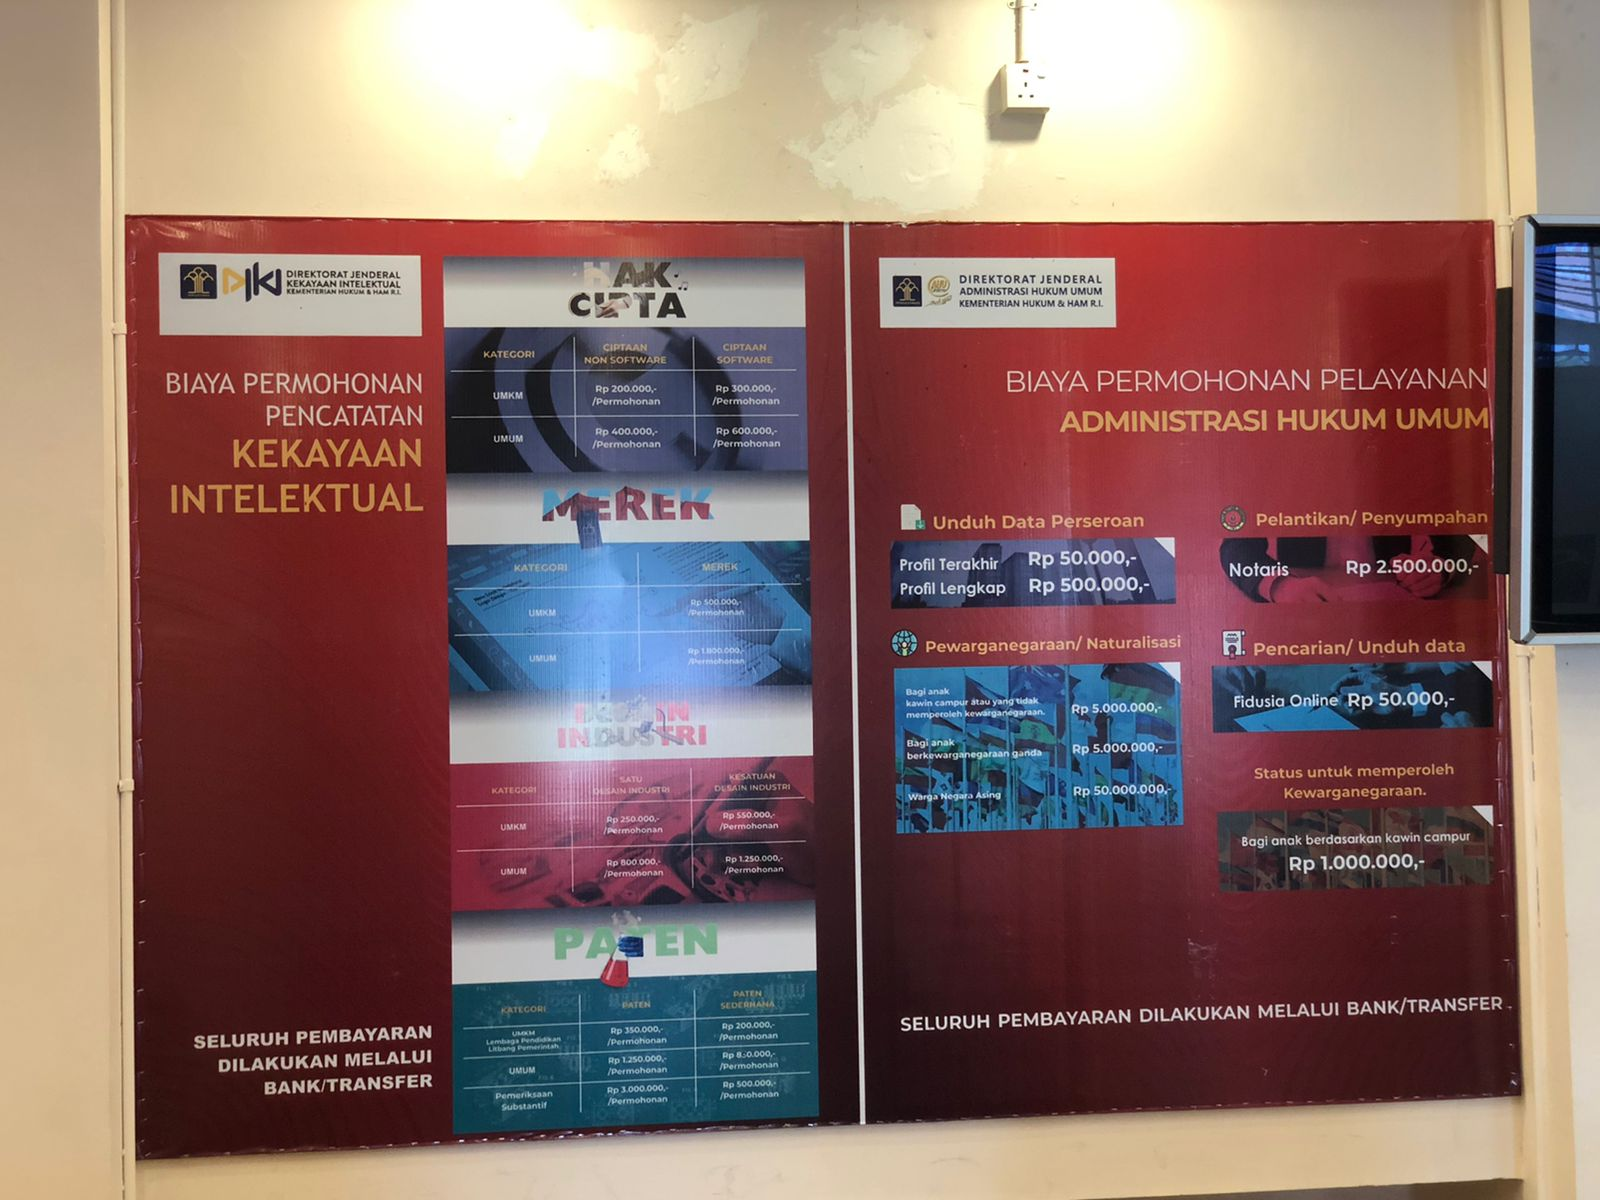 DIREKTORAT JENDERAL
KEKAYAAN INTELEKTUAL
KEMENTERIAN HUKUM & HAM R.I.
BIAYA PERMOHONAN
PENCATATAN
KEKAYAAN
INTELEKTUAL
SELURUH PEMBAYARAN
DILAKUKAN MELALUI
BANK/TRANSFER
HAK
CIPTA
KATEGORI CIPTAAN NON SOFTWARE CIPTAAN SOFTWARE
UMKM Rp 200.000,- /Permohonan Rp 300.000,- /Permohonan
UMUM Rp 400.000,- /Permohonan Rp 600.000,- /Permohonan
MEREK
KATEGORI MEREK
UMKM Rp 500.000,- /Permohonan
UMUM Rp 1.800.000,- /Permohonan
DESAIN
INDUSTRI
KATEGORI SATU DESAIN INDUSTRI KESATUAN DESAIN INDUSTRI
UMKM Rp 250.000,- /Permohonan Rp 550.000,- /Permohonan
UMUM Rp 800.000,- /Permohonan Rp 1.250.000,- /Permohonan
PATEN
KATEGORI PATEN PATEN SEDERHANA
UMKM Lembaga Pendidikan Litbang Pemerintah Rp 350.000,- /Permohonan Rp 200.000,- /Permohonan
UMUM Rp 1.250.000,- /Permohonan /Permohonan
Pemeriksaan Substantif Rp 3.000.000,- /Permohonan Rp 500.000,- /Permohonan
DIREKTORAT JENDERAL
ADMINISTRASI HUKUM UMUM
KEMENTERIAN HUKUM & HAM R.I.
BIAYA PERMOHONAN PELAYANAN
ADMINISTRASI HUKUM UMUM
Unduh Data Perseroan
Profil Terakhir Rp 50.000,-
Profil Lengkap Rp 500.000,-
Pelantikan/ Penyumpahan
Notaris Rp 2.500.000,-
Pewarganegaraan/ Naturalisasi
Bagi anak
kawin campur atau yang tidak
memperoleh kewarganegaraan. Rp 5.000.000,-
Bagi anak
berkewarganegaraan ganda Rp 5.000.000,-
Warga Negara Asing Rp 50.000.000,-
Pencarian/ Unduh data
Fidusia Online Rp 50.000,-
Status untuk memperoleh
Kewarganegaraan.
Bagi anak berdasarkan kawin campur
Rp 1.000.000,-
SELURUH PEMBAYARAN DILAKUKAN MELALUI BANK/TRANSFER